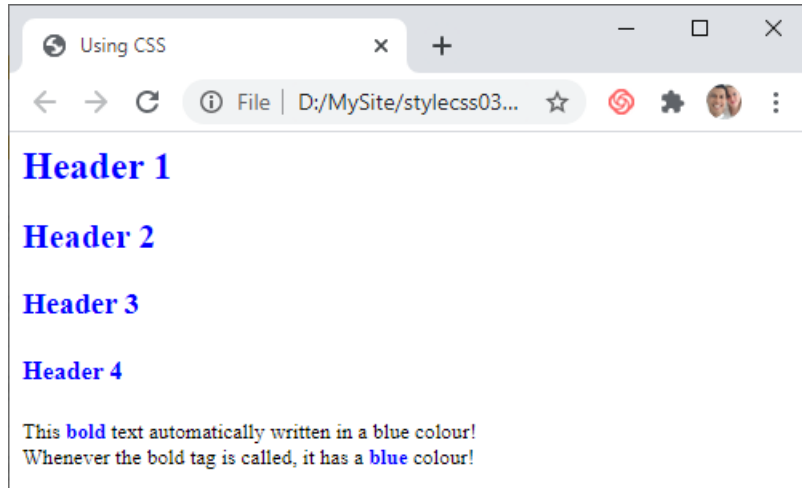 Using CSS
File D:/MySite/stylecss03...
Header 1
Header 2
Header 3
Header 4
This bold text automatically written in a blue colour!
Whenever the bold tag is called, it has a blue colour!